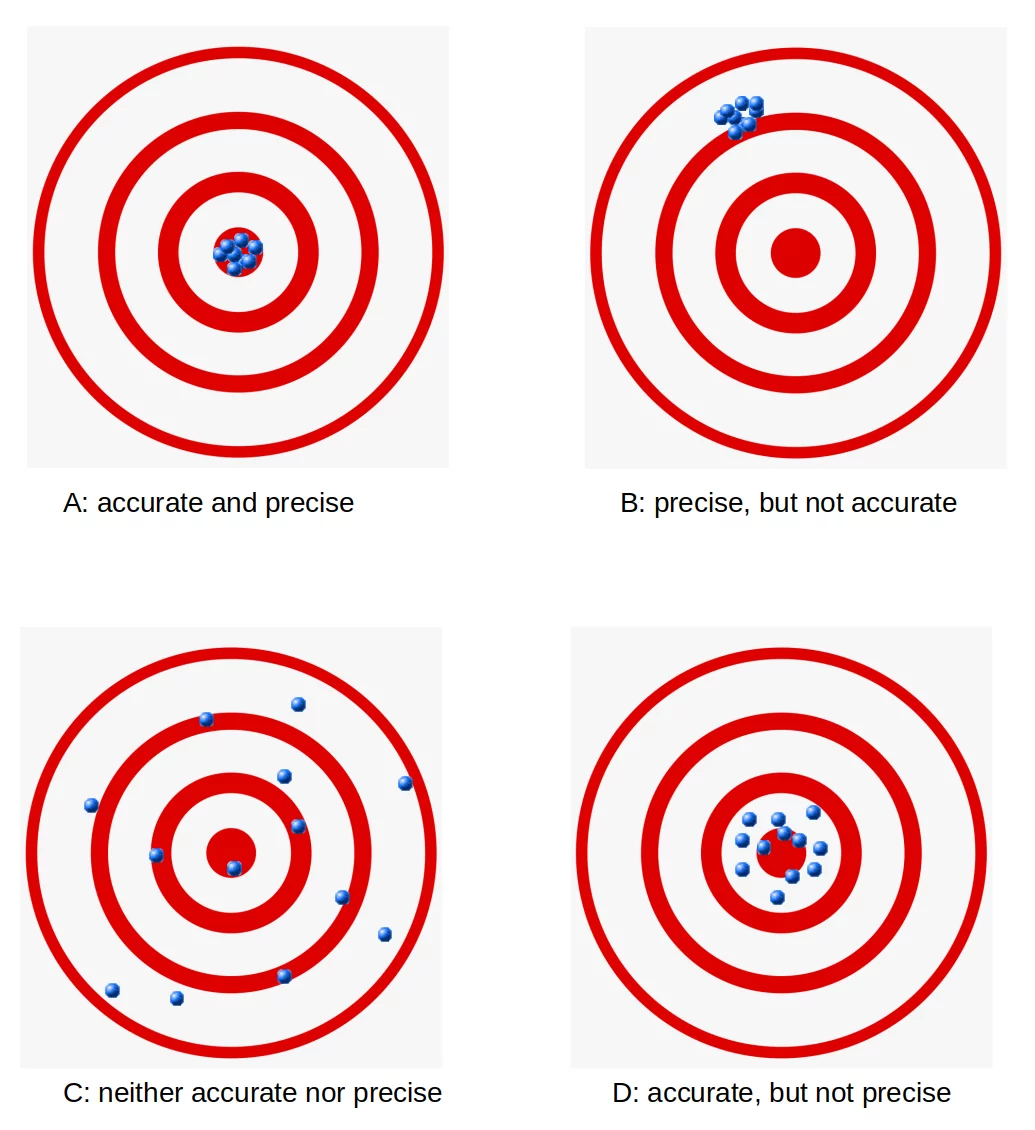 A: accurate and precise
B: precise, but not accurate
C: neither accurate nor precise
D: accurate, but not precise